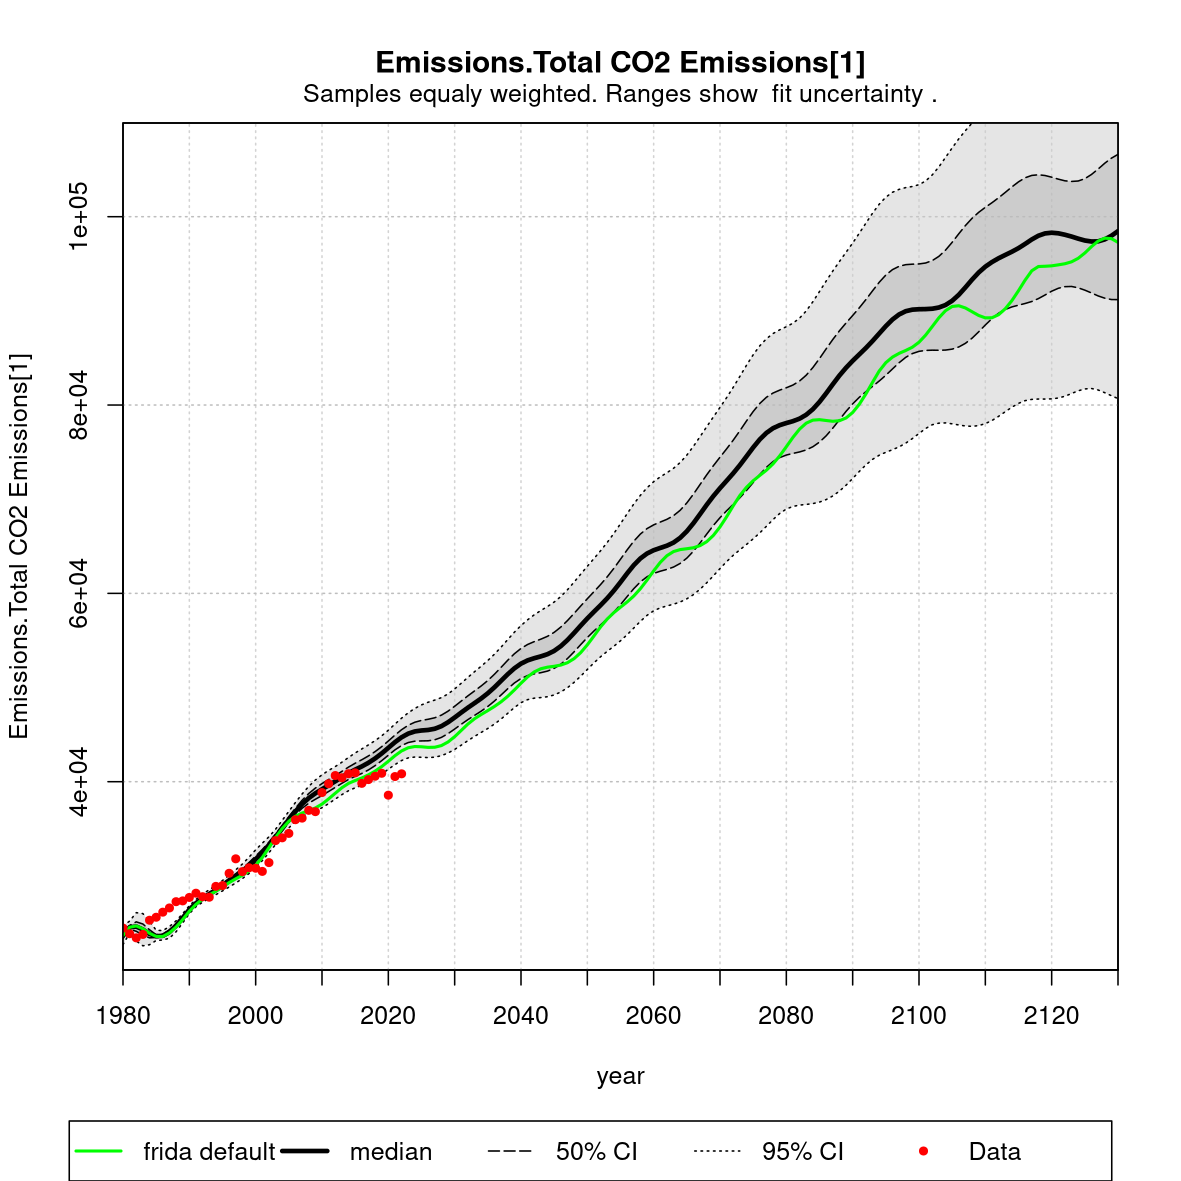 Emissions.Total CO2 Emissions[1]
Samples equaly weighted. Ranges show  fit uncertainty .
Emissions.Total CO2 Emissions[1]
1e+05
8e+04
6e+04
4e+04
1980 2000 2020 2040 2060 2080 2100 2120
year
frida default median 50% CI 95% CI Data